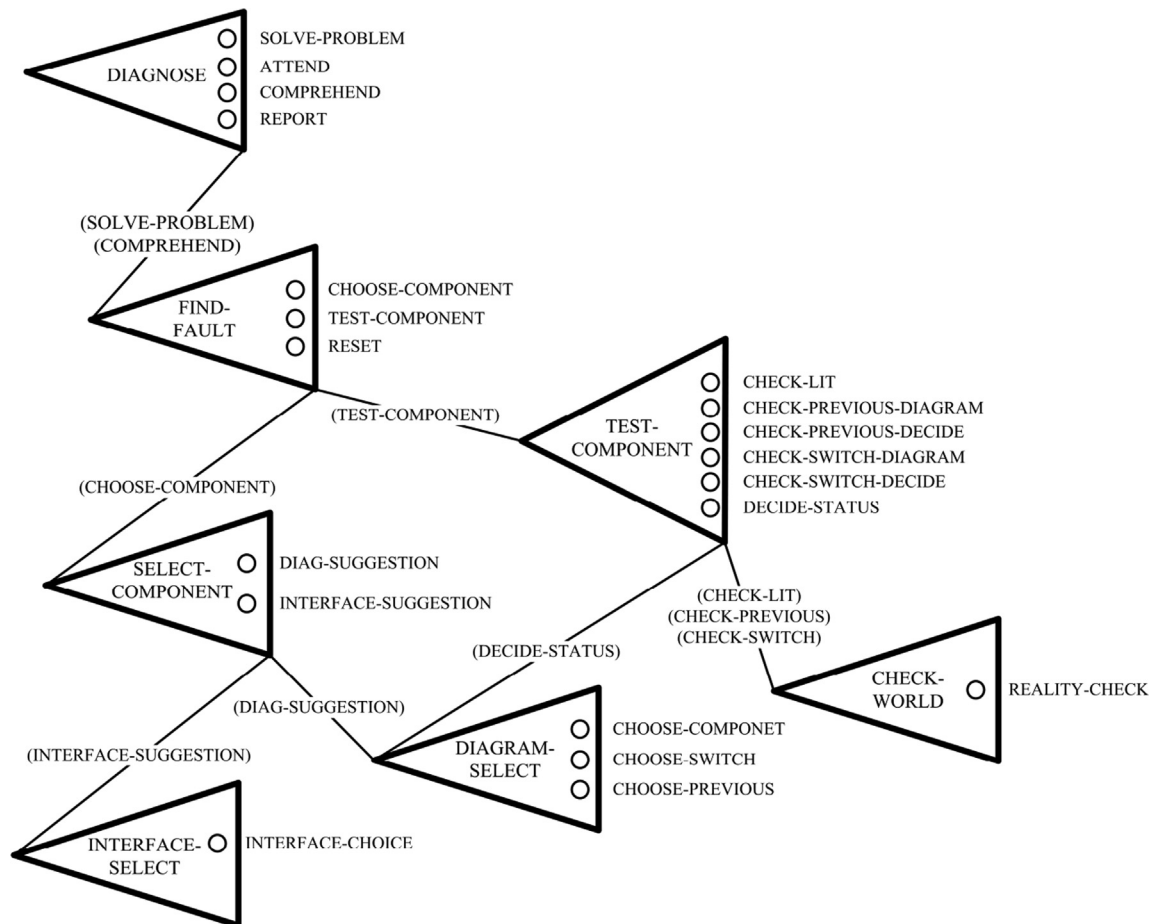 SOLVE-PROBLEM
DIAGNOSE
ATTEND
COMPREHEND
REPORT
(SOLVE-PROBLEM)
(COMPREHEND)
FIND-
FAULT
CHOOSE-COMPONENT
TEST-COMPONENT
RESET
(TEST-COMPONENT)
TEST-
COMPONENT
CHECK-LIT
CHECK-PREVIOUS-DIAGRAM
CHECK-PREVIOUS-DECIDE
CHECK-SWITCH-DIAGRAM
CHECK-SWITCH-DECIDE
DECIDE-STATUS
(CHOOSE-COMPONENT)
SELECT-
COMPONENT
DIAG-SUGGESTION
INTERFACE-SUGGESTION
(CHECK-LIT)
(CHECK-PREVIOUS)
(CHECK-SWITCH)
(DECIDE-STATUS)
CHECK-
WORLD
REALITY-CHECK
(DIAG-SUGGESTION)
DIAGRAM-
SELECT
CHOOSE-COMPONET
CHOOSE-SWITCH
CHOOSE-PREVIOUS
(INTERFACE-SUGGESTION)
INTERFACE-
SELECT
INTERFACE-CHOICE